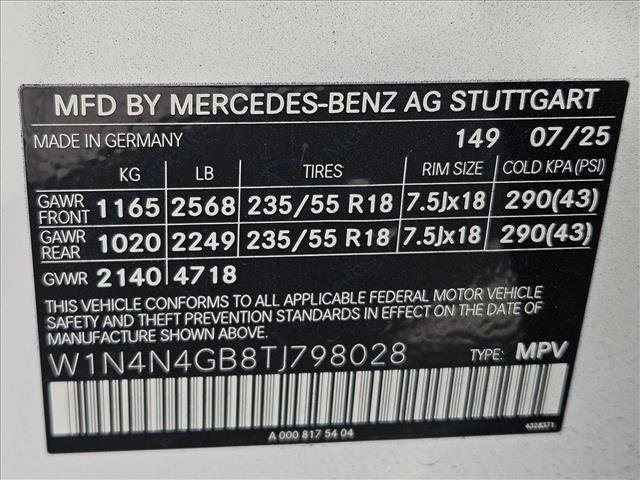 MFD BY MERCEDES-BENZ AG STUTTGART
MADE IN GERMANY 149 07/25
KG LB TIRES RIM SIZE COLD KPA(PSI)
GAWR FRONT 1165 2568 235/55 R18 7.5Jx18 290(43)
GAWR REAR 1020 2249 235/55 R18 7.5Jx18 290(43)
GVWR 2140 4718
THIS VEHICLE CONFORMS TO ALL APPLICABLE FEDERAL MOTOR VEHICLE
SAFETY AND THEFT PREVENTION STANDARDS IN EFFECT ON THE DATE OF
MANUFACTURE SHOWN ABOVE.
W1N4N4GB8TJ798028 TYPE: MPV
A 000 817 54 04
4328371